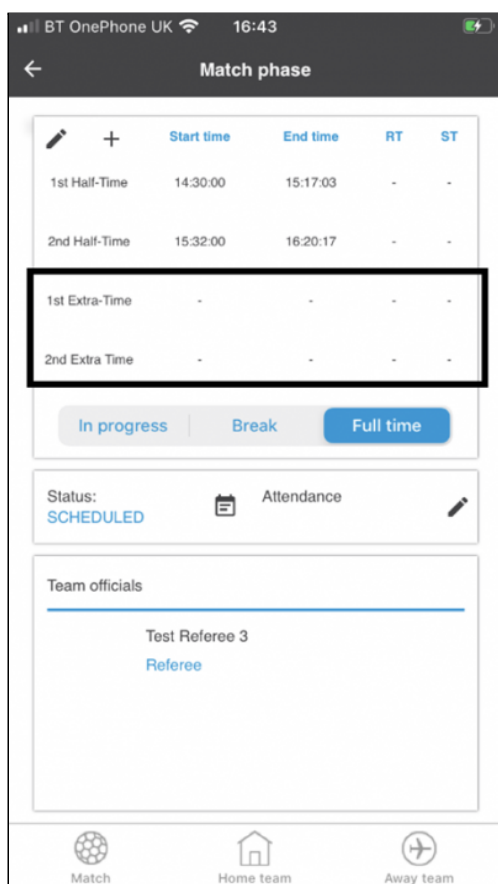 BT OnePhone UK 16:43
Match phase
Start time End time RT ST
1st Half-Time 14:30:00 15:17:03 - -
2nd Half-Time 15:32:00 16:20:17 - -
1st Extra-Time - - - -
2nd Extra Time - - - -
In progress Break Full time
Status: Attendance
SCHEDULED
Team officials
Test Referee 3
Referee
Match Home team Away team